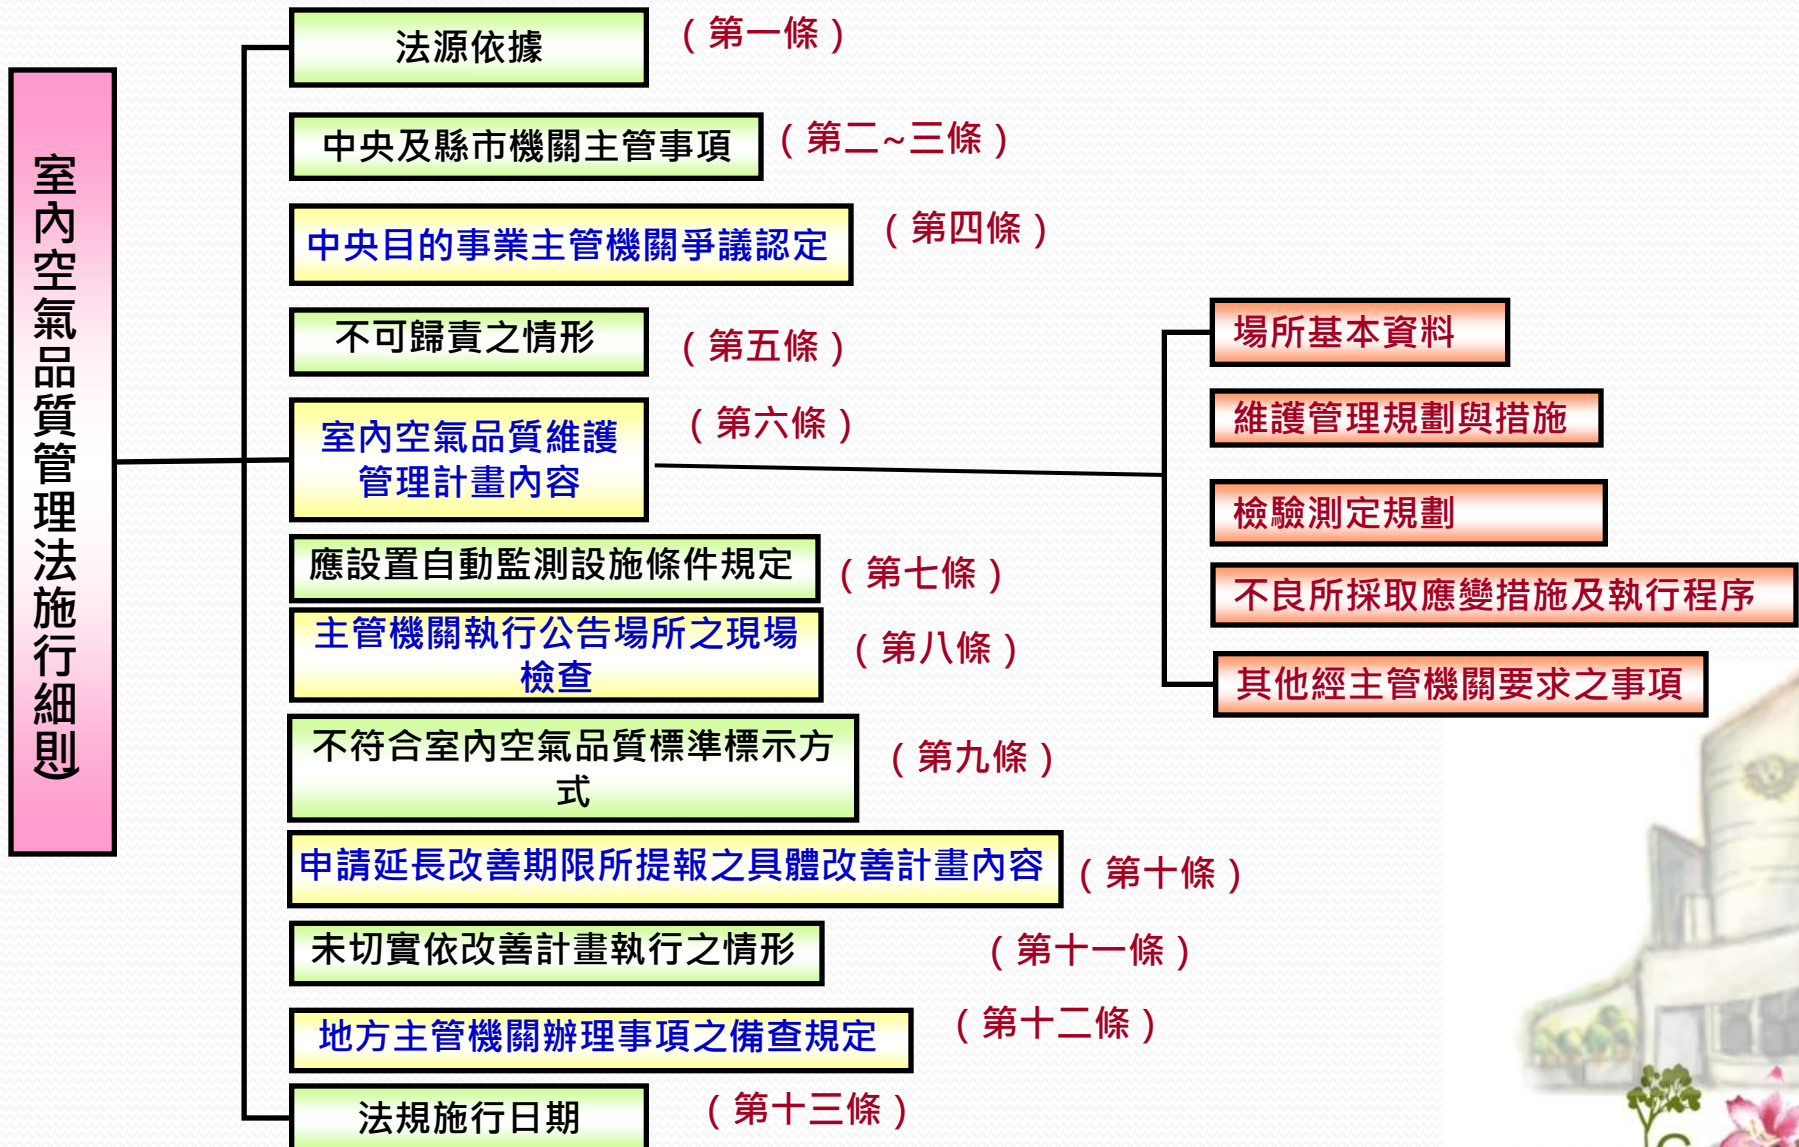 室內空氣品質管理法施行細則
法源依據
（第一條）
中央及縣市機關主管事項
（第二~三條）
中央目的事業主管機關爭議認定
（第四條）
不可歸責之情形
（第五條）
室內空氣品質維護
管理計畫內容
（第六條）
場所基本資料
維護管理規劃與措施
檢驗測定規劃
不良所採取應變措施及執行程序
其他經主管機關要求之事項
應設置自動監測設施條件規定
（第七條）
主管機關執行公告場所之現場
檢查
（第八條）
不符合室內空氣品質標準標示方
式
（第九條）
申請延長改善期限所提報之具體改善計畫內容
（第十條）
未切實依改善計畫執行之情形
（第十一條）
地方主管機關辦理事項之備查規定
（第十二條）
法規施行日期
（第十三條）